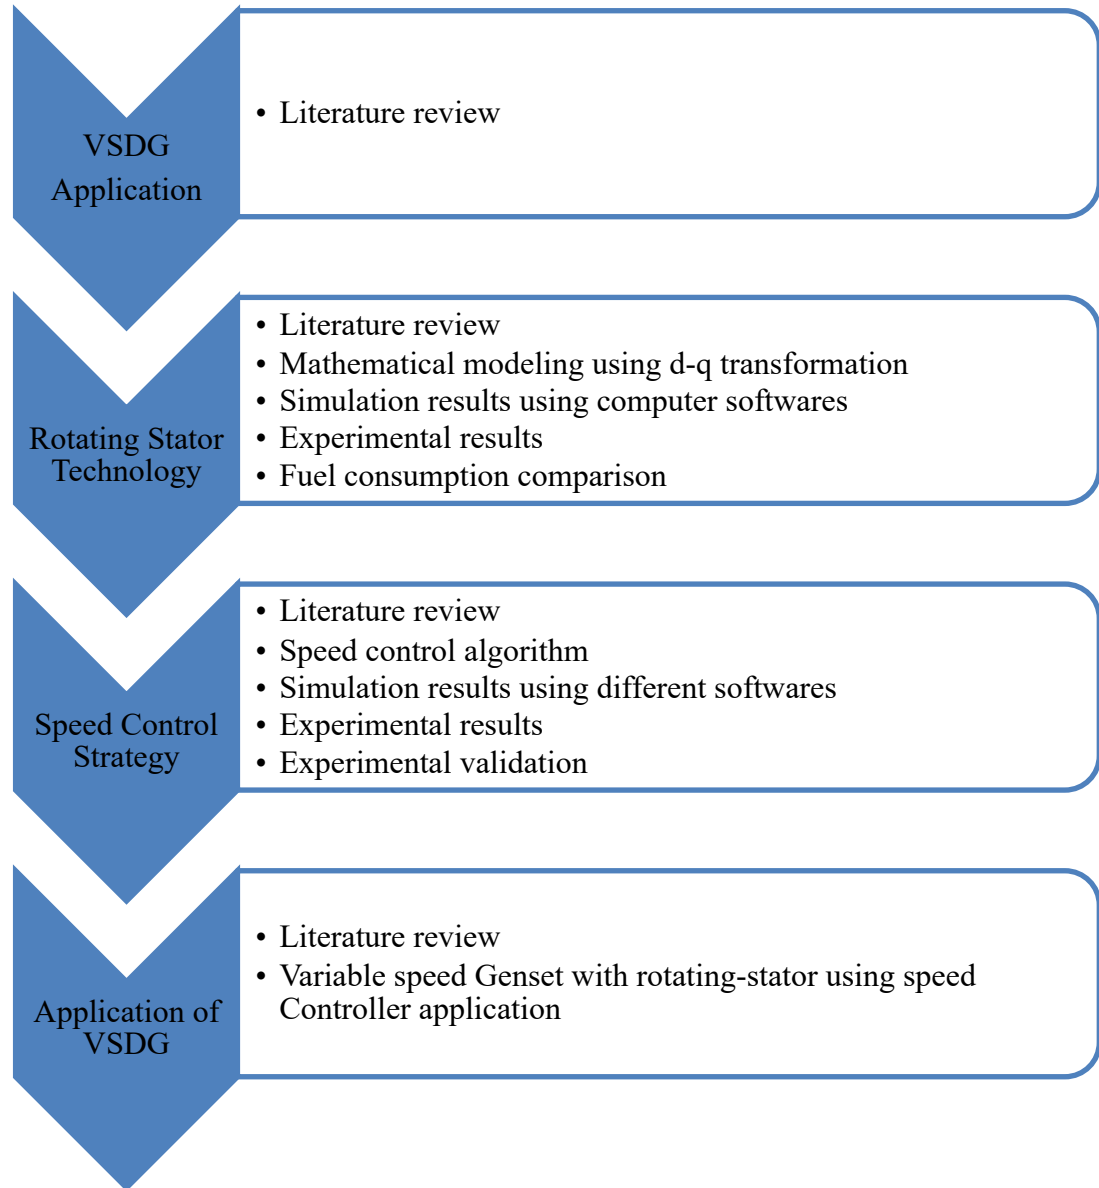 VSDG
Application
• Literature review
Rotating Stator
Technology
• Literature review
• Mathematical modeling using d-q transformation
• Simulation results using computer softwares
• Experimental results
• Fuel consumption comparison
Speed Control
Strategy
• Literature review
• Speed control algorithm
• Simulation results using different softwares
• Experimental results
• Experimental validation
Application of
VSDG
• Literature review
• Variable speed Genset with rotating-stator using speed
Controller application